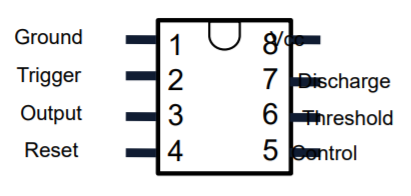 Ground 1 8 Vcc
Trigger 2 7 Discharge
Output 3 6 Threshold
Reset 4 5 Control